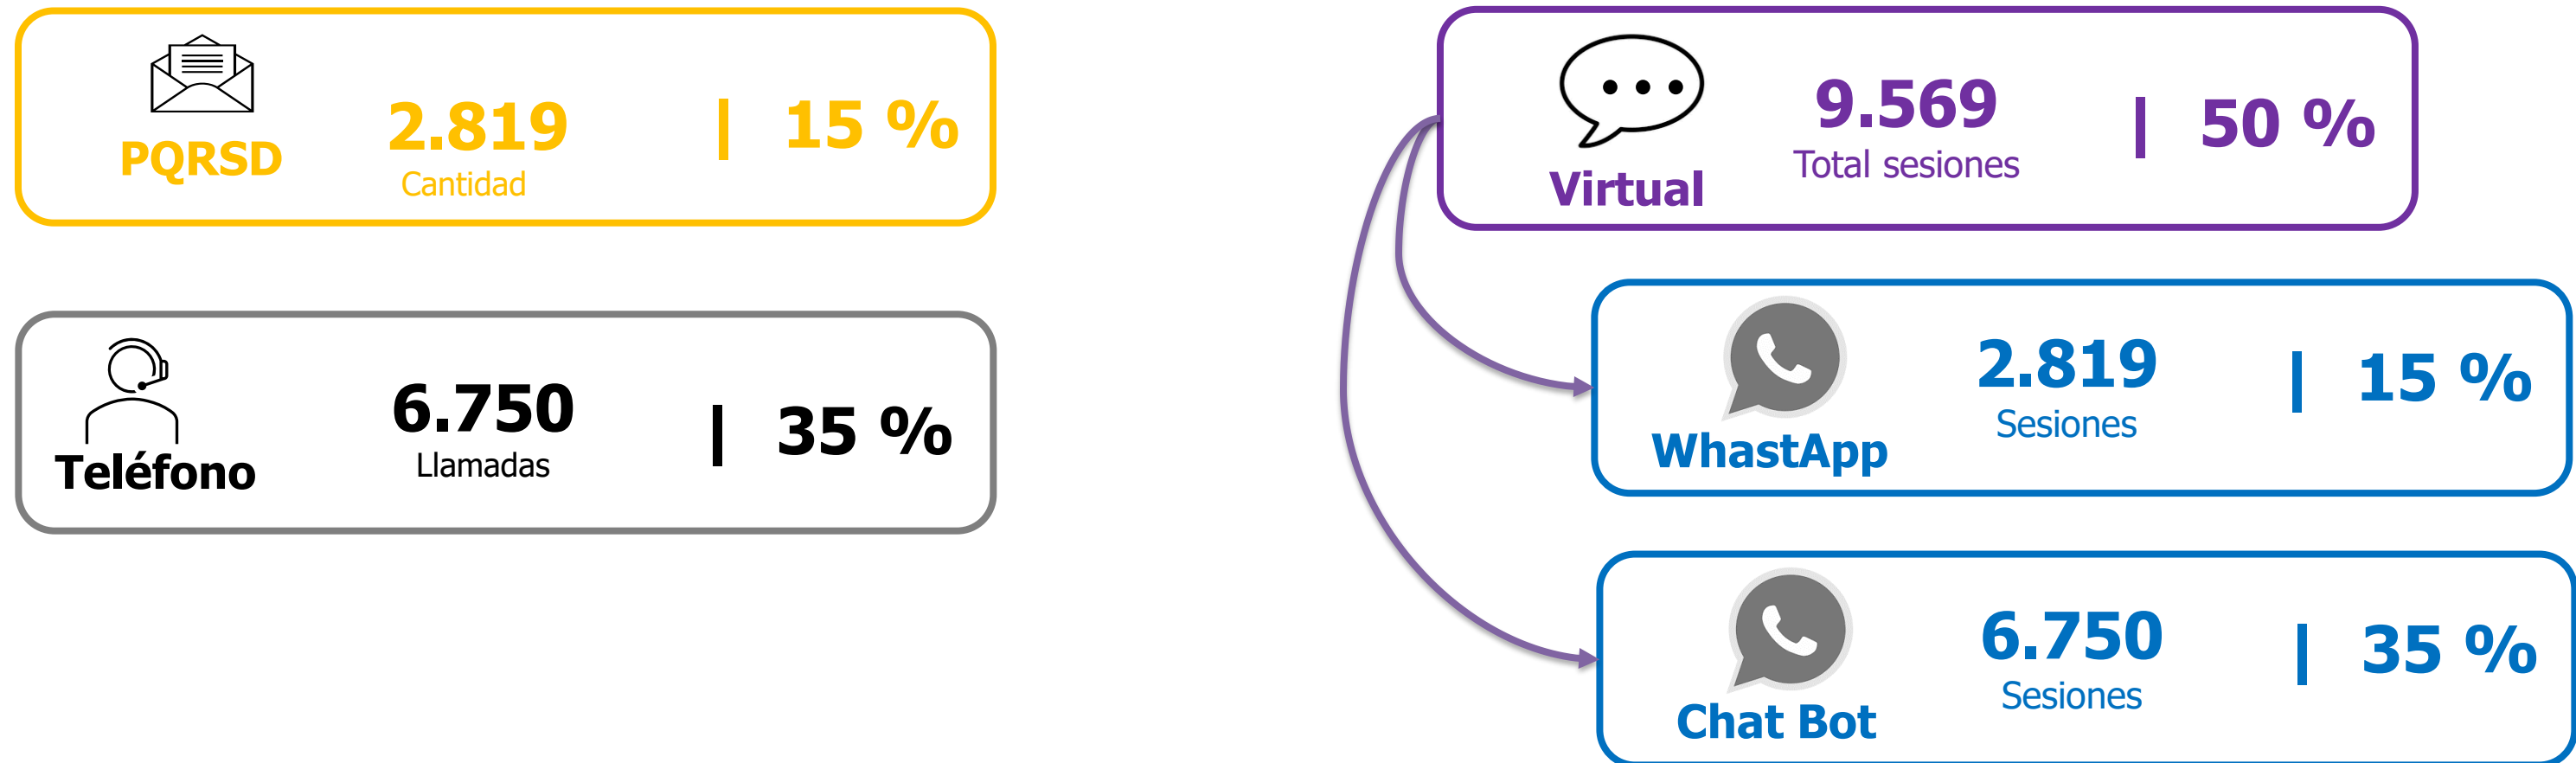 PQRSD
2.819 | 15 %
Cantidad
Teléfono
6.750 | 35 %
Llamadas
Virtual
9.569 | 50 %
Total sesiones
WhastApp
2.819 | 15 %
Sesiones
Chat Bot
6.750 | 35 %
Sesiones